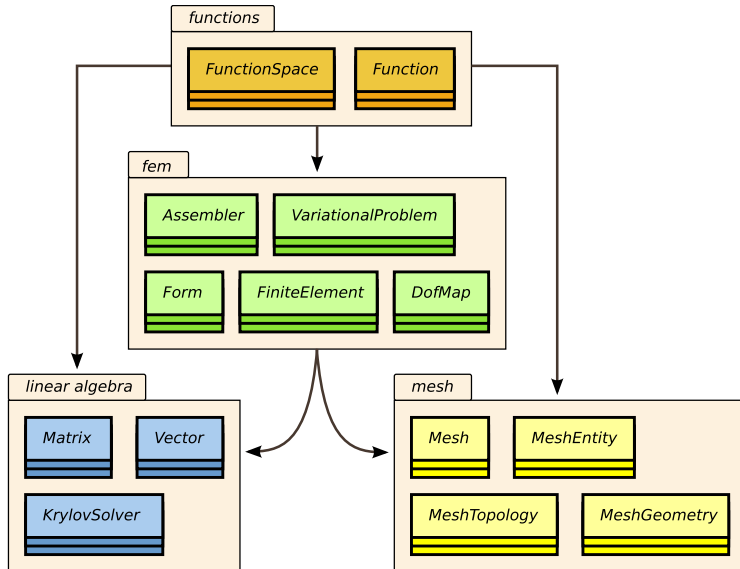 functions
FunctionSpace
Function
fem
Assembler
VariationalProblem
Form
FiniteElement
DofMap
linear algebra
Matrix
Vector
KrylovSolver
mesh
Mesh
MeshEntity
MeshTopology
MeshGeometry